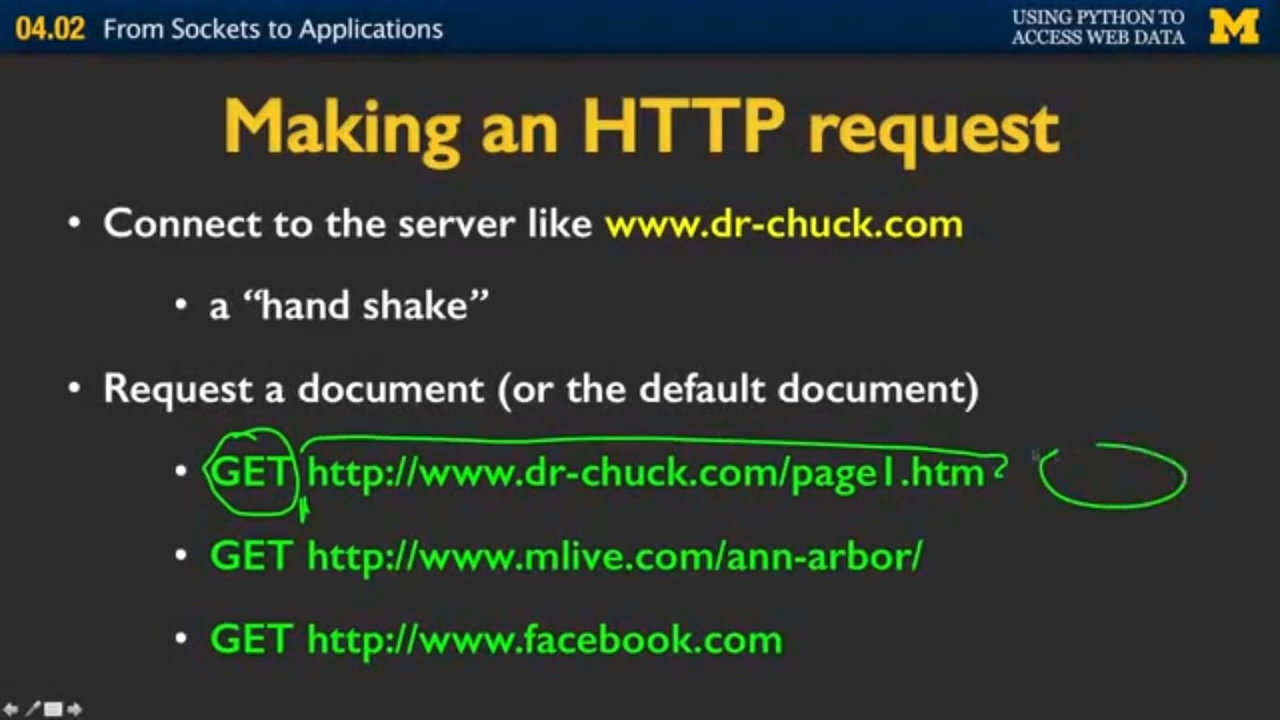 04.02 From Sockets to Applications
USING PYTHON TO
ACCESS WEB DATA
M
Making an HTTP request
• Connect to the server like www.dr-chuck.com
• a “hand shake”
• Request a document (or the default document)
• GET http://www.dr-chuck.com/page1.htm
• GET http://www.mlive.com/ann-arbor/
• GET http://www.facebook.com